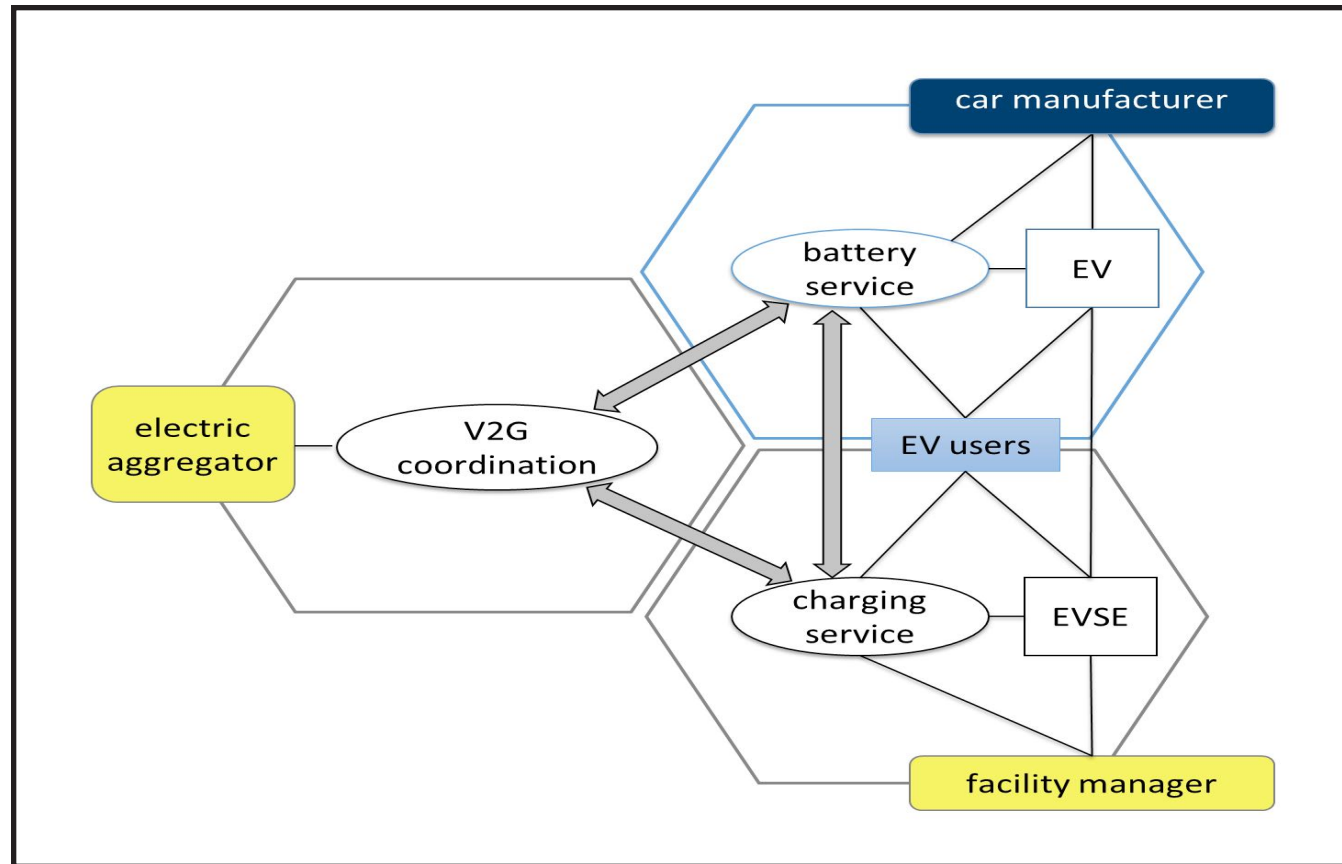 car manufacturer
battery
service
EV
electric
aggregator
V2G
coordination
EV users
charging
service
EVSE
facility manager